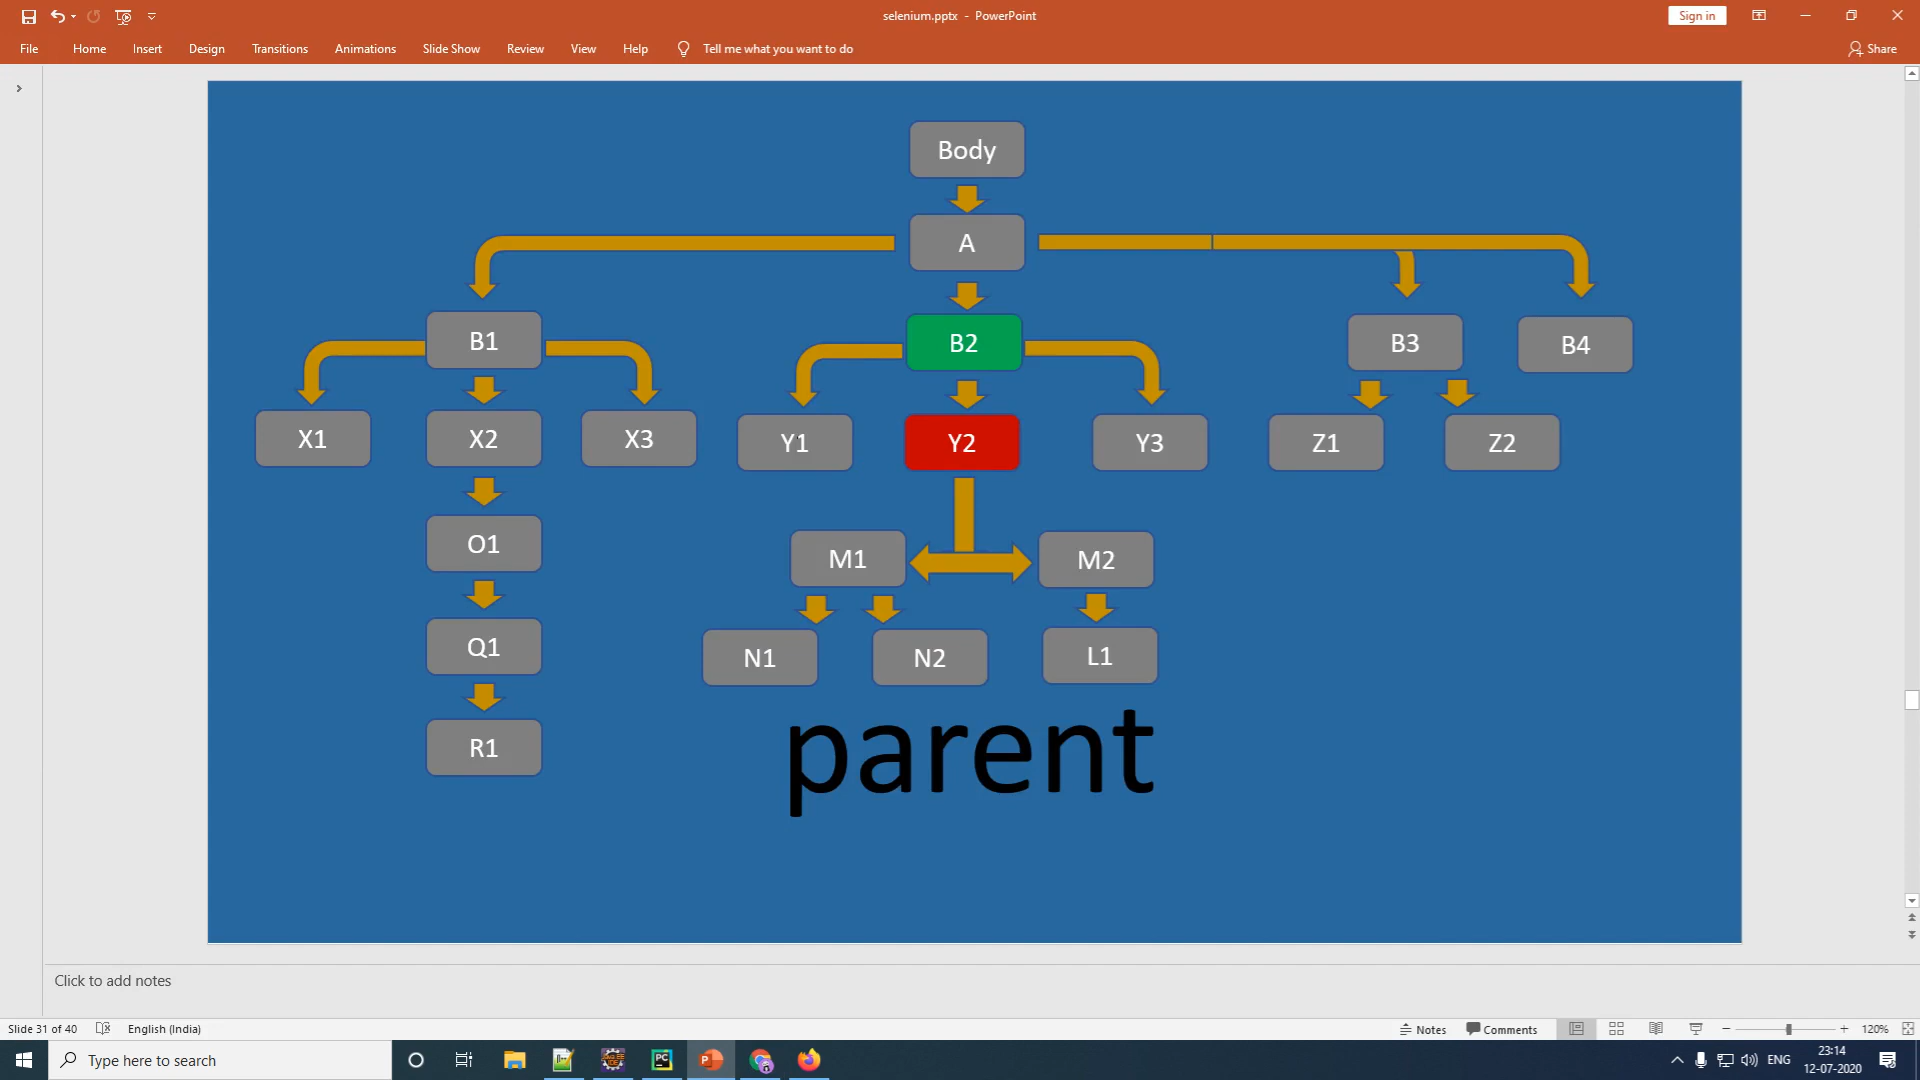 selenium.pptx - PowerPoint
Sign in
File Home Insert Design Transitions Animations Slide Show Review View Help Tell me what you want to do Share
Body
A
B1 B2 B3 B4
X1 X2 X3 Y1 Y2 Y3 Z1 Z2
O1 M1 M2
Q1 N1 N2 L1
R1
parent
Click to add notes
Slide 31 of 40 English (India) Notes Comments 120%
Type here to search
PC
ENG
23:14
12-07-2020